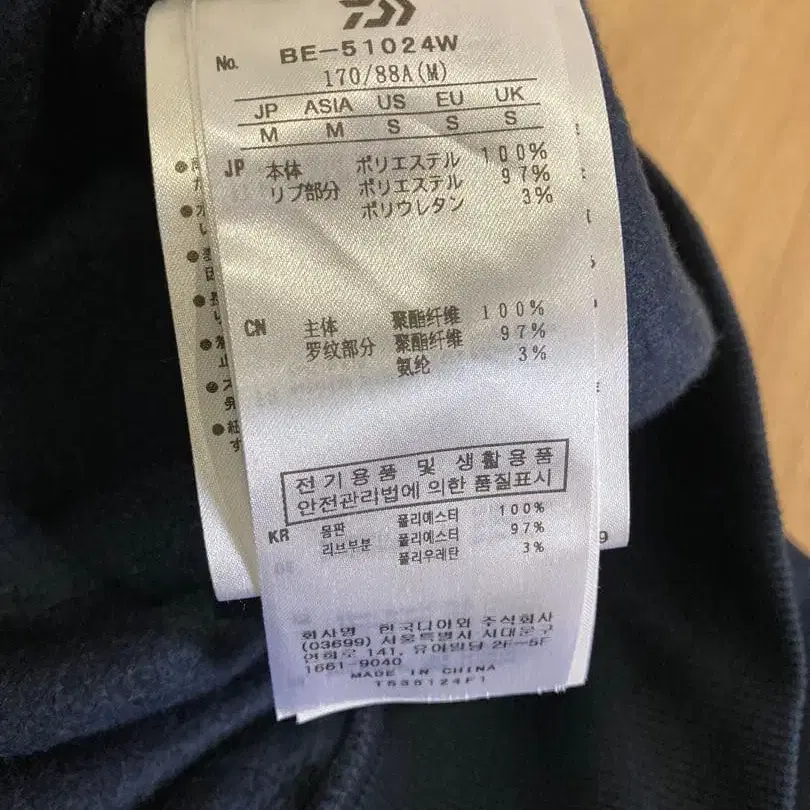 No. BE-51024W
170/88A(M)
JP ASIA US EU UK
M M S S S
JP 本体 ポリエステル 100%
リブ部分 ポリエステル 97%
ポリウレタン 3%
CN 主体 聚酯纤维 100%
罗纹部分 聚酯纤维 97%
氨纶 3%
전기용품 및 생활용품
안전관리법에 의한 품질표시
KR 몸판 폴리에스터 100%
리브부분 폴리에스터 97%
폴리우레탄 3%
회사명 한국다이와 주식회사
(03699) 서울특별시 서대문구
연희로 141, 유아빌딩 2F-5F
1661-9040
MADE IN CHINA
T535124F1